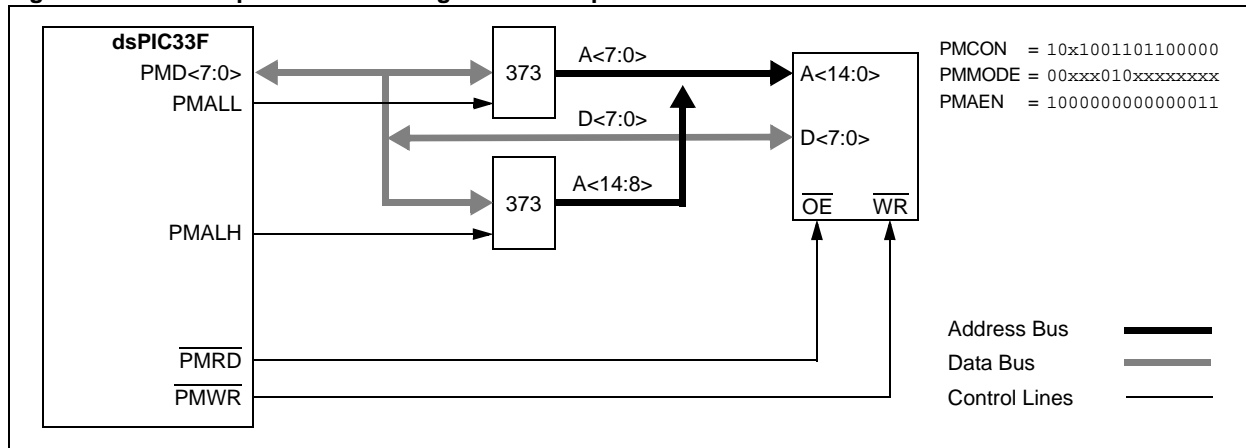 dsPIC33F
PMD<7:0>
PMALL
PMALH
PMRD
PMWR
373
373
A<7:0>
D<7:0>
A<14:8>
A<14:0>
D<7:0>
OE WR
PMCON = 10x1001101100000
PMMODE = 00xxx010xxxxxxxx
PMAEN = 1000000000000011
Address Bus
Data Bus
Control Lines